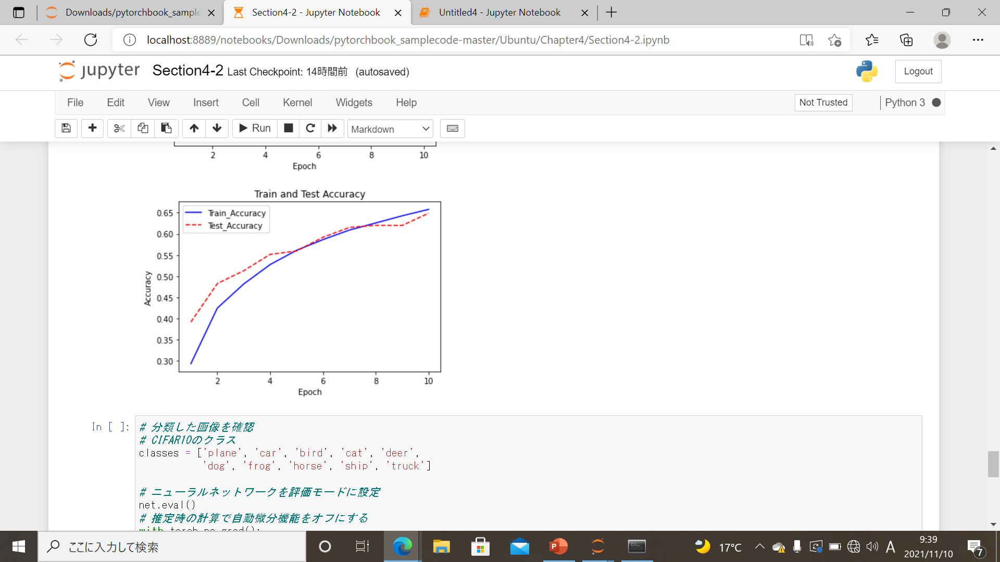 Downloads/pytorchbook_sample
Section4-2 - Jupyter Notebook
Untitled4 - Jupyter Notebook
localhost:8889/notebooks/Downloads/pytorchbook_samplecode-master/Ubuntu/Chapter4/Section4-2.ipynb
jupyter Section4-2 Last Checkpoint: 14時間前 (autosaved)
Logout
File Edit View Insert Cell Kernel Widgets Help
Not Trusted
Python 3
Run
Markdown
2 4 6 8 10
Epoch
Train and Test Accuracy
Train_Accuracy
Test_Accuracy
0.65
0.60
0.55
0.50
0.45
0.40
0.35
0.30
Accuracy
2 4 6 8 10
Epoch
In [ ]:
# 分類した画像を確認
# CIFAR10のクラス
classes = ['plane', 'car', 'bird', 'cat', 'deer',
'dog', 'frog', 'horse', 'ship', 'truck']
# ニューラルネットワークを評価モードに設定
net.eval()
# 推定時の計算で自動微分機能をオフにする
with torch.no_grad():
ここに入力して検索
17°C
A
9:39
2021/11/10
7